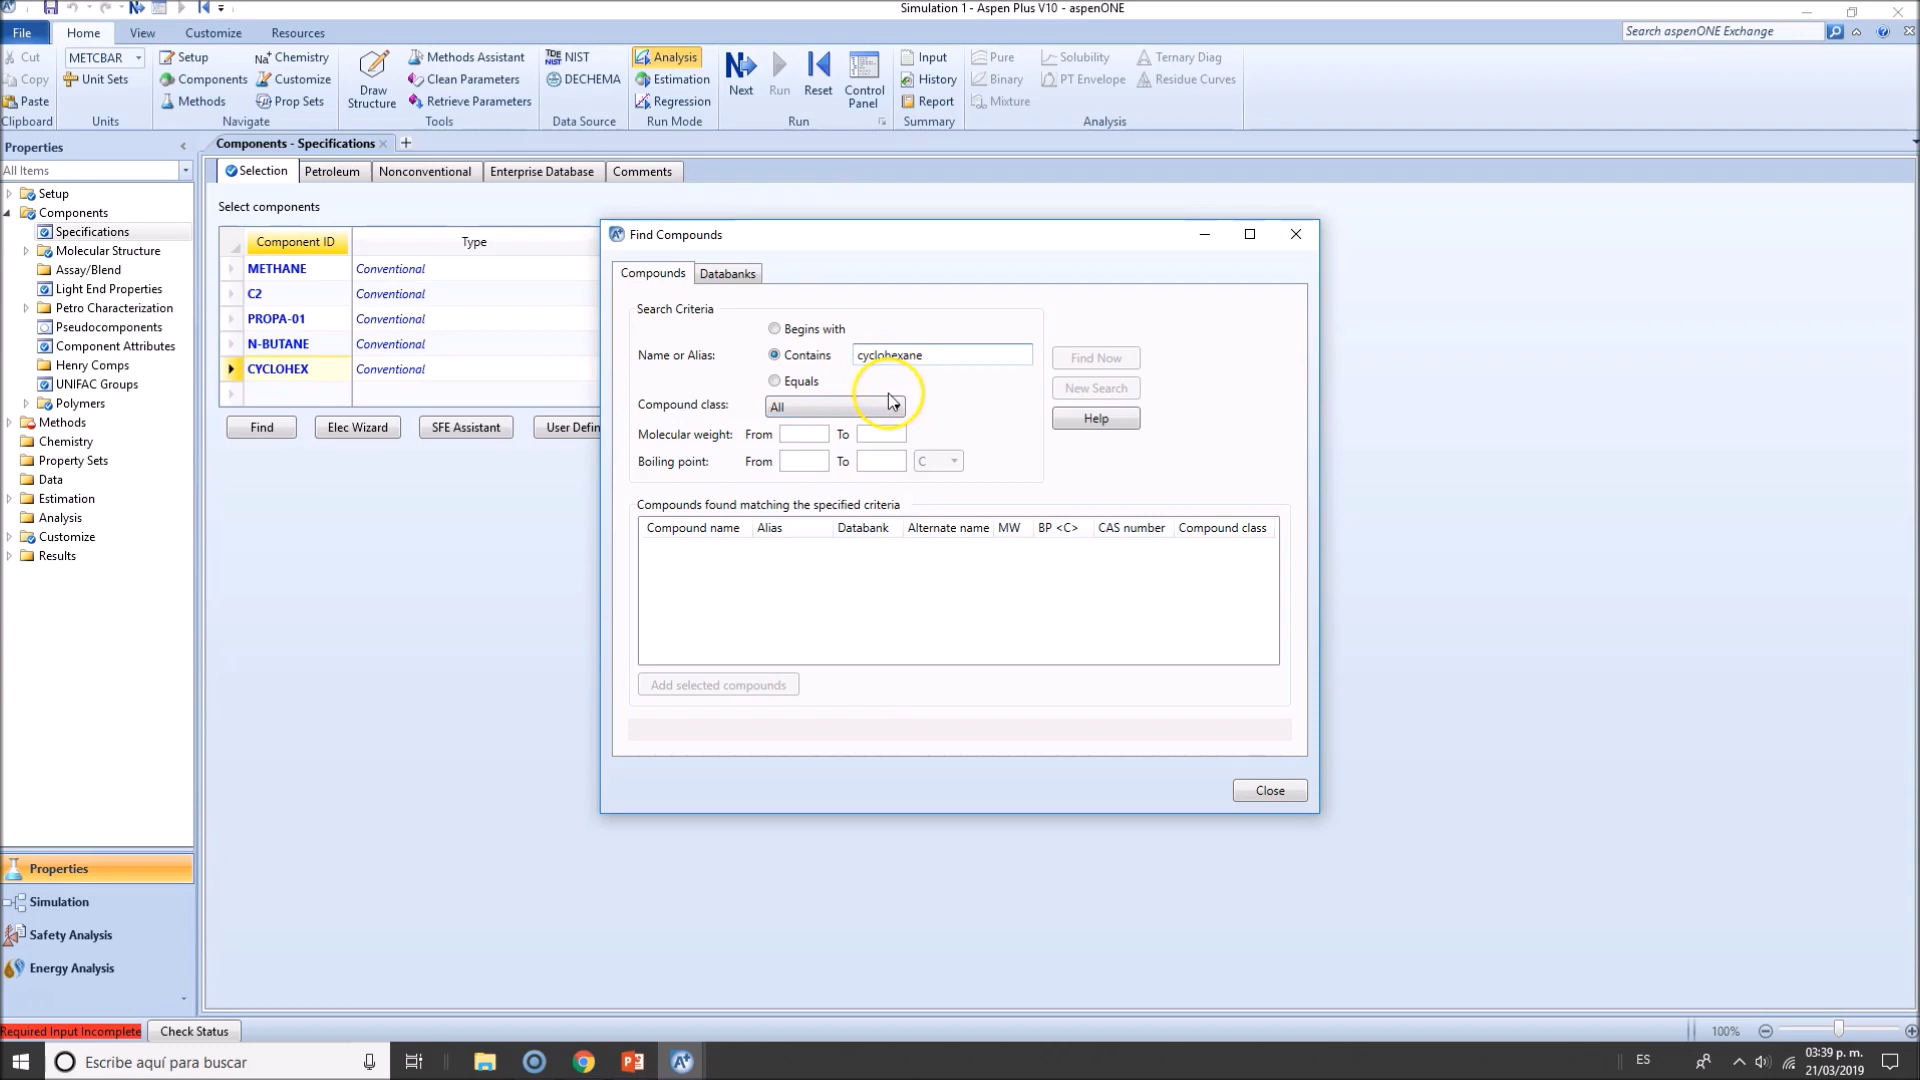 Simulation 1 - Aspen Plus V10 - aspenONE
File Home View Customize Resources
Search aspenONE Exchange
Cut METCBAR Setup Chemistry Methods Assistant NIST Analysis Input Pure Solubility Ternary Diag
Copy Unit Sets Components Customize Clean Parameters DECHEMA Estimation History Binary PT Envelope Residue Curves
Paste Methods Prop Sets Draw Structure Retrieve Parameters Regression Next Run Reset Control Panel Report Mixture
Clipboard Units Navigate Tools Data Source Run Mode Run Summary Analysis
Properties
All Items
Setup
Components
Specifications
Molecular Structure
Assay/Blend
Light End Properties
Petro Characterization
Pseudocomponents
Component Attributes
Henry Comps
UNIFAC Groups
Polymers
Methods
Chemistry
Property Sets
Data
Estimation
Analysis
Customize
Results
Properties
Simulation
Safety Analysis
Energy Analysis
Components - Specifications
Selection Petroleum Nonconventional Enterprise Database Comments
Select components
Component ID Type
METHANE Conventional
C2 Conventional
PROPA-01 Conventional
N-BUTANE Conventional
CYCLOHEX Conventional
Find Elec Wizard SFE Assistant User Defin
Find Compounds
Compounds Databanks
Search Criteria
Begins with
Name or Alias: Contains cyclohexane Find Now
Equals New Search
Compound class: All Help
Molecular weight: From To
Boiling point: From To C
Compounds found matching the specified criteria
Compound name Alias Databank Alternate name MW BP <C> CAS number Compound class
Add selected compounds
Close
Required Input Incomplete Check Status 100%
Escribe aquí para buscar
ES
03:39 p. m.
21/03/2019